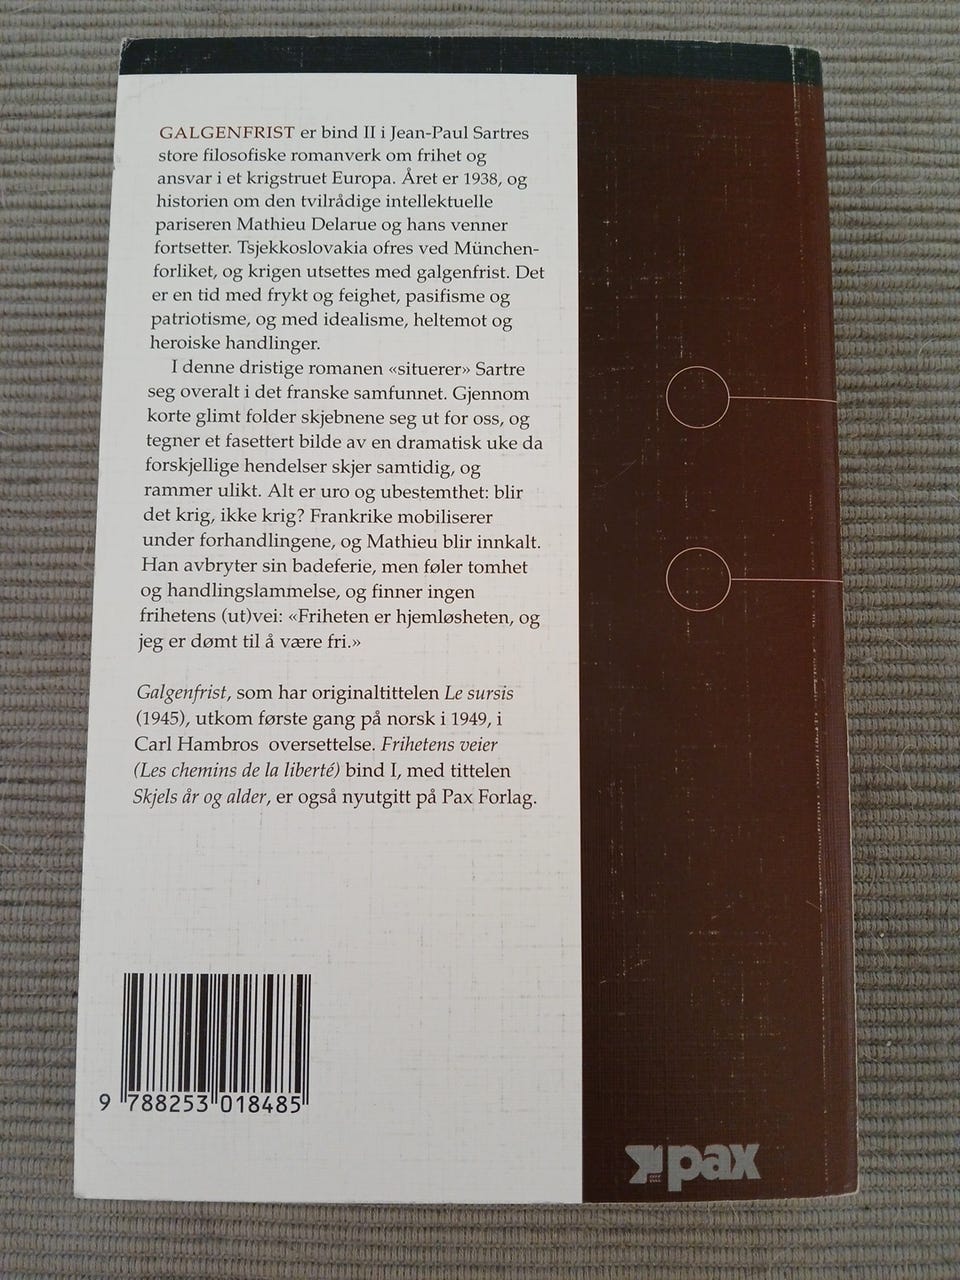 GALGENFRIST er bind II i Jean-Paul Sartres
store filosofiske romanverk om frihet og
ansvar i et krigstruet Europa. Året er 1938, og
historien om den tvilrådige intellektuelle
pariseren Mathieu Delarue og hans venner
fortsetter. Tsjekkoslovakia ofres ved München-
forliket, og krigen utsettes med galgenfrist. Det
er en tid med frykt og feighet, pasifisme og
patriotisme, og med idealisme, heltemot og
heroiske handlinger.
I denne dristige romanen «situerer» Sartre
seg overalt i det franske samfunnet. Gjennom
korte glimt folder skjebnene seg ut for oss, og
tegner et fasettert bilde av en dramatisk uke da
forskjellige hendelser skjer samtidig, og
rammer ulikt. Alt er uro og ubestemthet: blir
det krig, ikke krig? Frankrike mobiliserer
under forhandlingene, og Mathieu blir innkalt.
Han avbryter sin badeferie, men føler tomhet
og handlingslammelse, og finner ingen
frihetens (ut)vei: «Friheten er hjemløsheten, og
jeg er dømt til å være fri.»
Galgenfrist, som har originaltittelen Le sursis
(1945), utkom første gang på norsk i 1949, i
Carl Hambros oversettelse. Frihetens veier
(Les chemins de la liberté) bind I, med tittelen
Skjels år og alder, er også nyutgitt på Pax Forlag.
9 788253 018485
pax